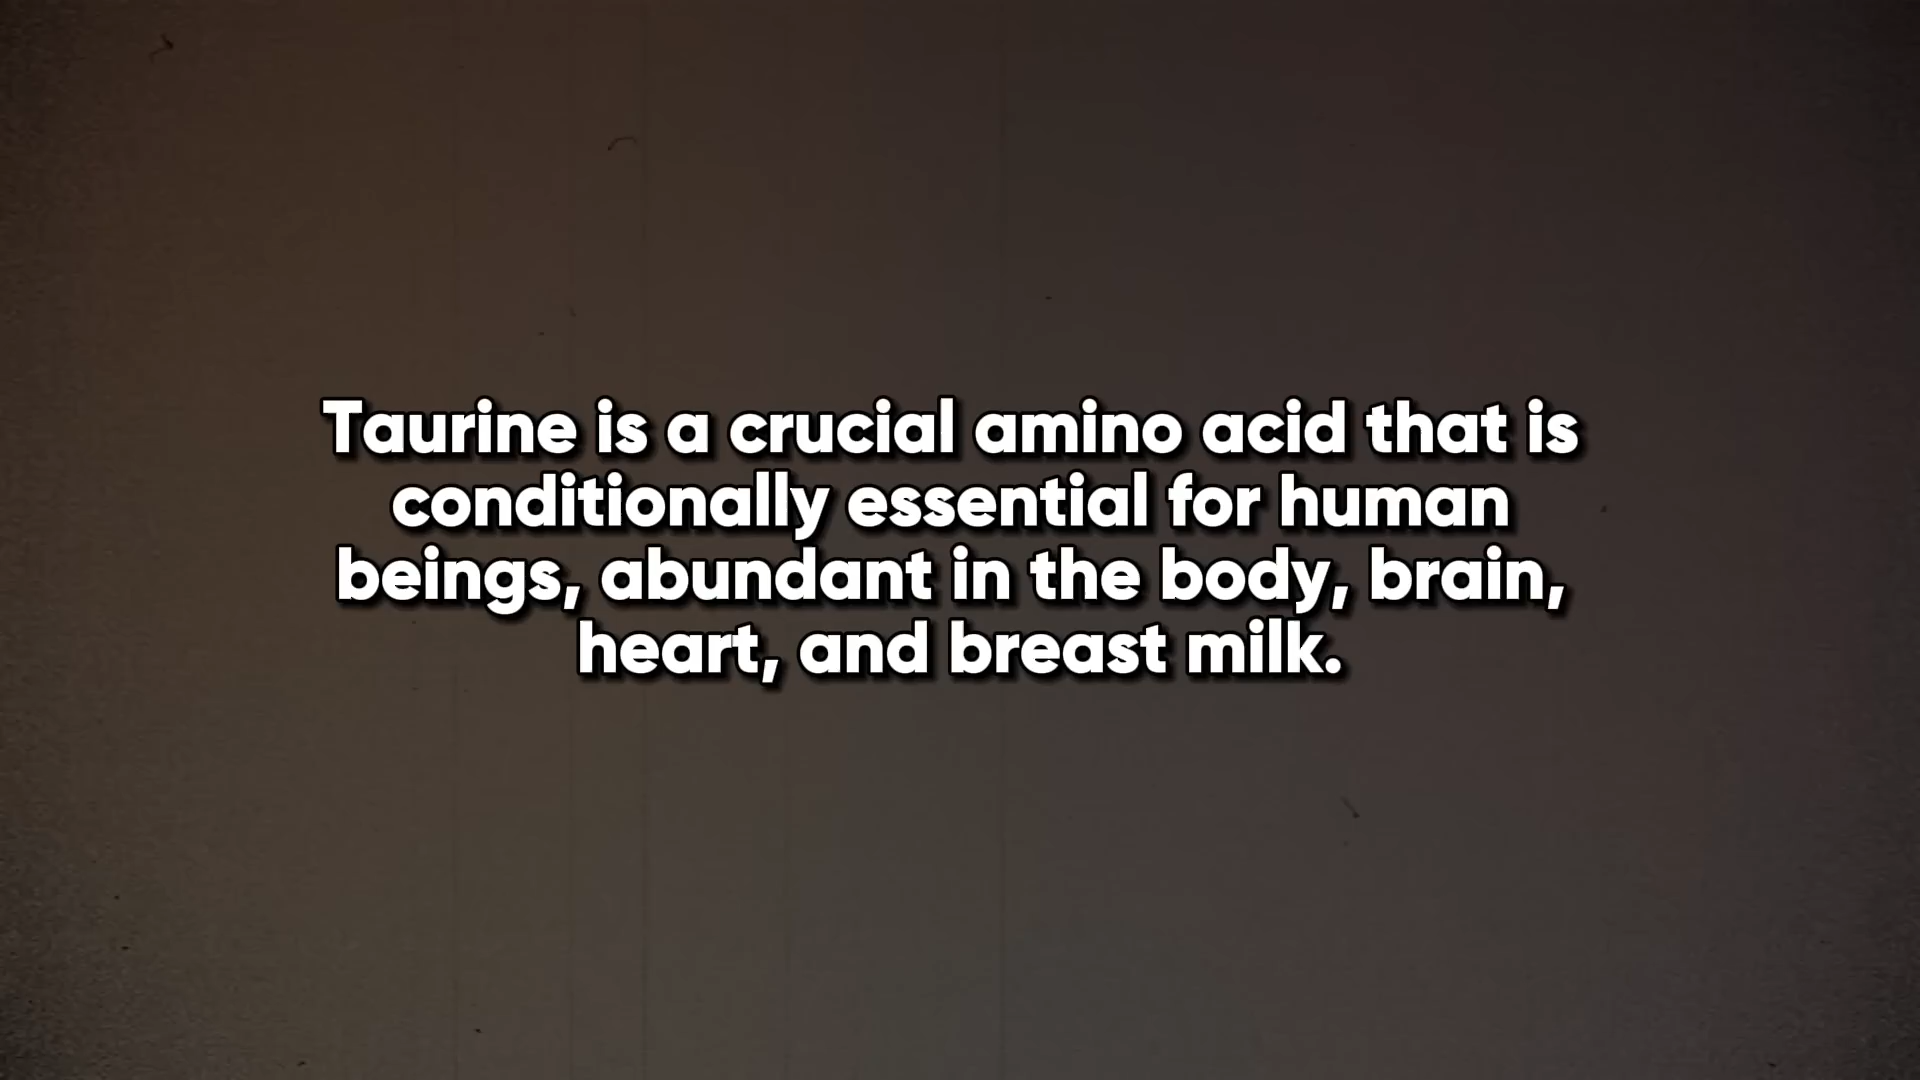 Taurine is a crucial amino acid that is
conditionally essential for human
beings, abundant in the body, brain,
heart, and breast milk.